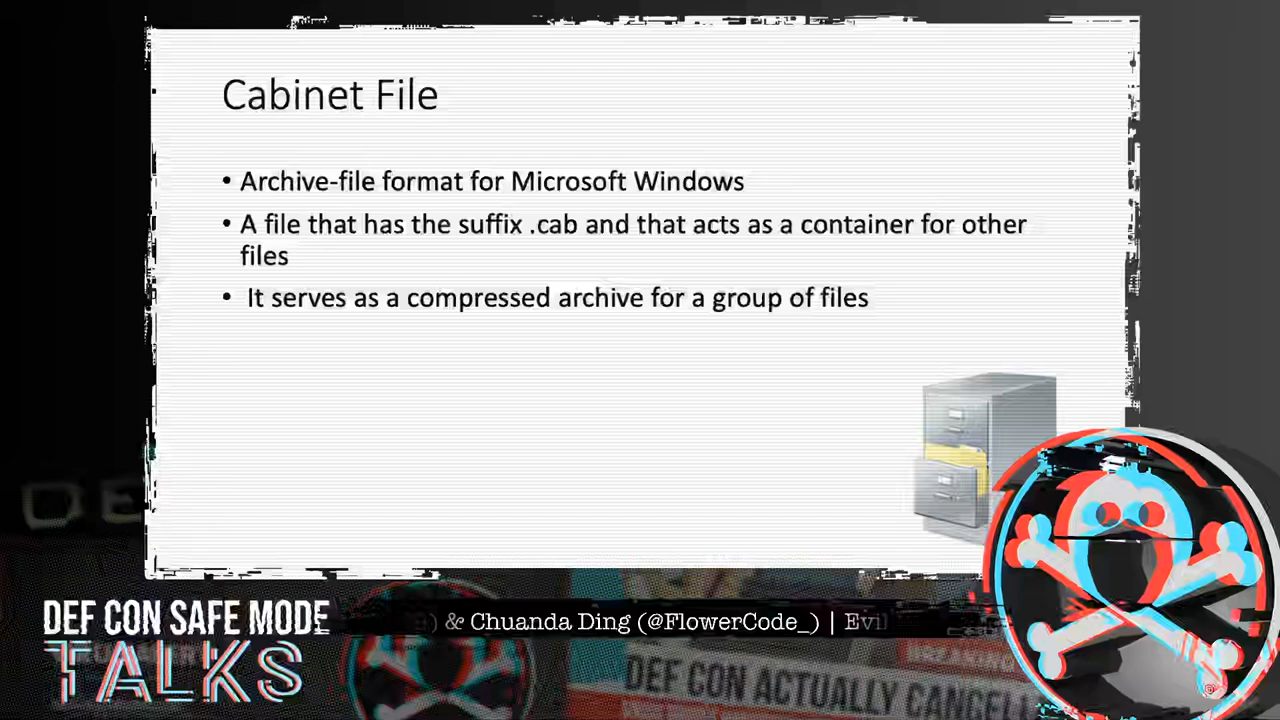 Cabinet File
• Archive-file format for Microsoft Windows
• A file that has the suffix .cab and that acts as a container for other
files
• It serves as a compressed archive for a group of files
DEF CON SAFE MODE
TALKS
) & Chuanda Ding (@FlowerCode_) | Evil
DEF CON ACTUALLY CANCELL